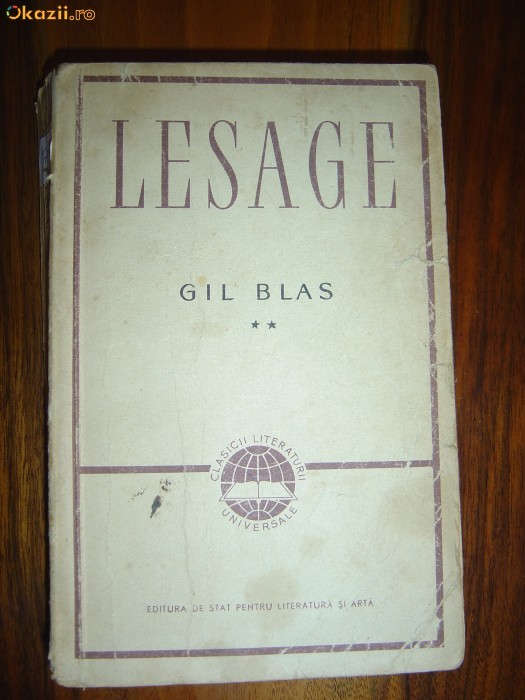 Okazii.ro
LESAGE
GIL BLAS
★★
CLASICII LITERATURII
UNIVERSALE
EDITURA DE STAT PENTRU LITERATURĂ ȘI ARTĂ